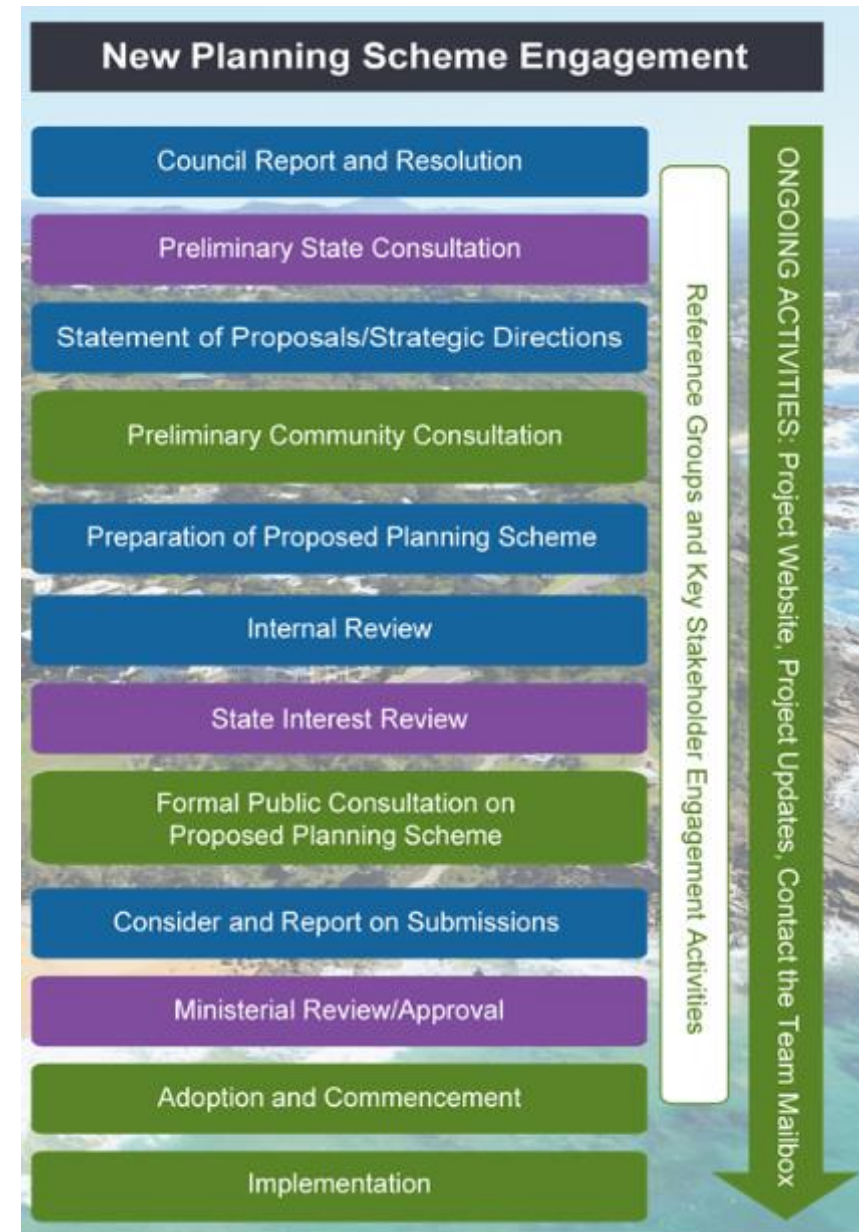 New Planning Scheme Engagement
Council Report and Resolution
Preliminary State Consultation
Statement of Proposals/Strategic Directions
Preliminary Community Consultation
Preparation of Proposed Planning Scheme
Internal Review
State Interest Review
Formal Public Consultation on
Proposed Planning Scheme
Consider and Report on Submissions
Ministerial Review/Approval
Adoption and Commencement
Implementation
Reference Groups and Key Stakeholder Engagement Activities
ONGOING ACTIVITIES: Project Website, Project Updates, Contact the Team Mailbox